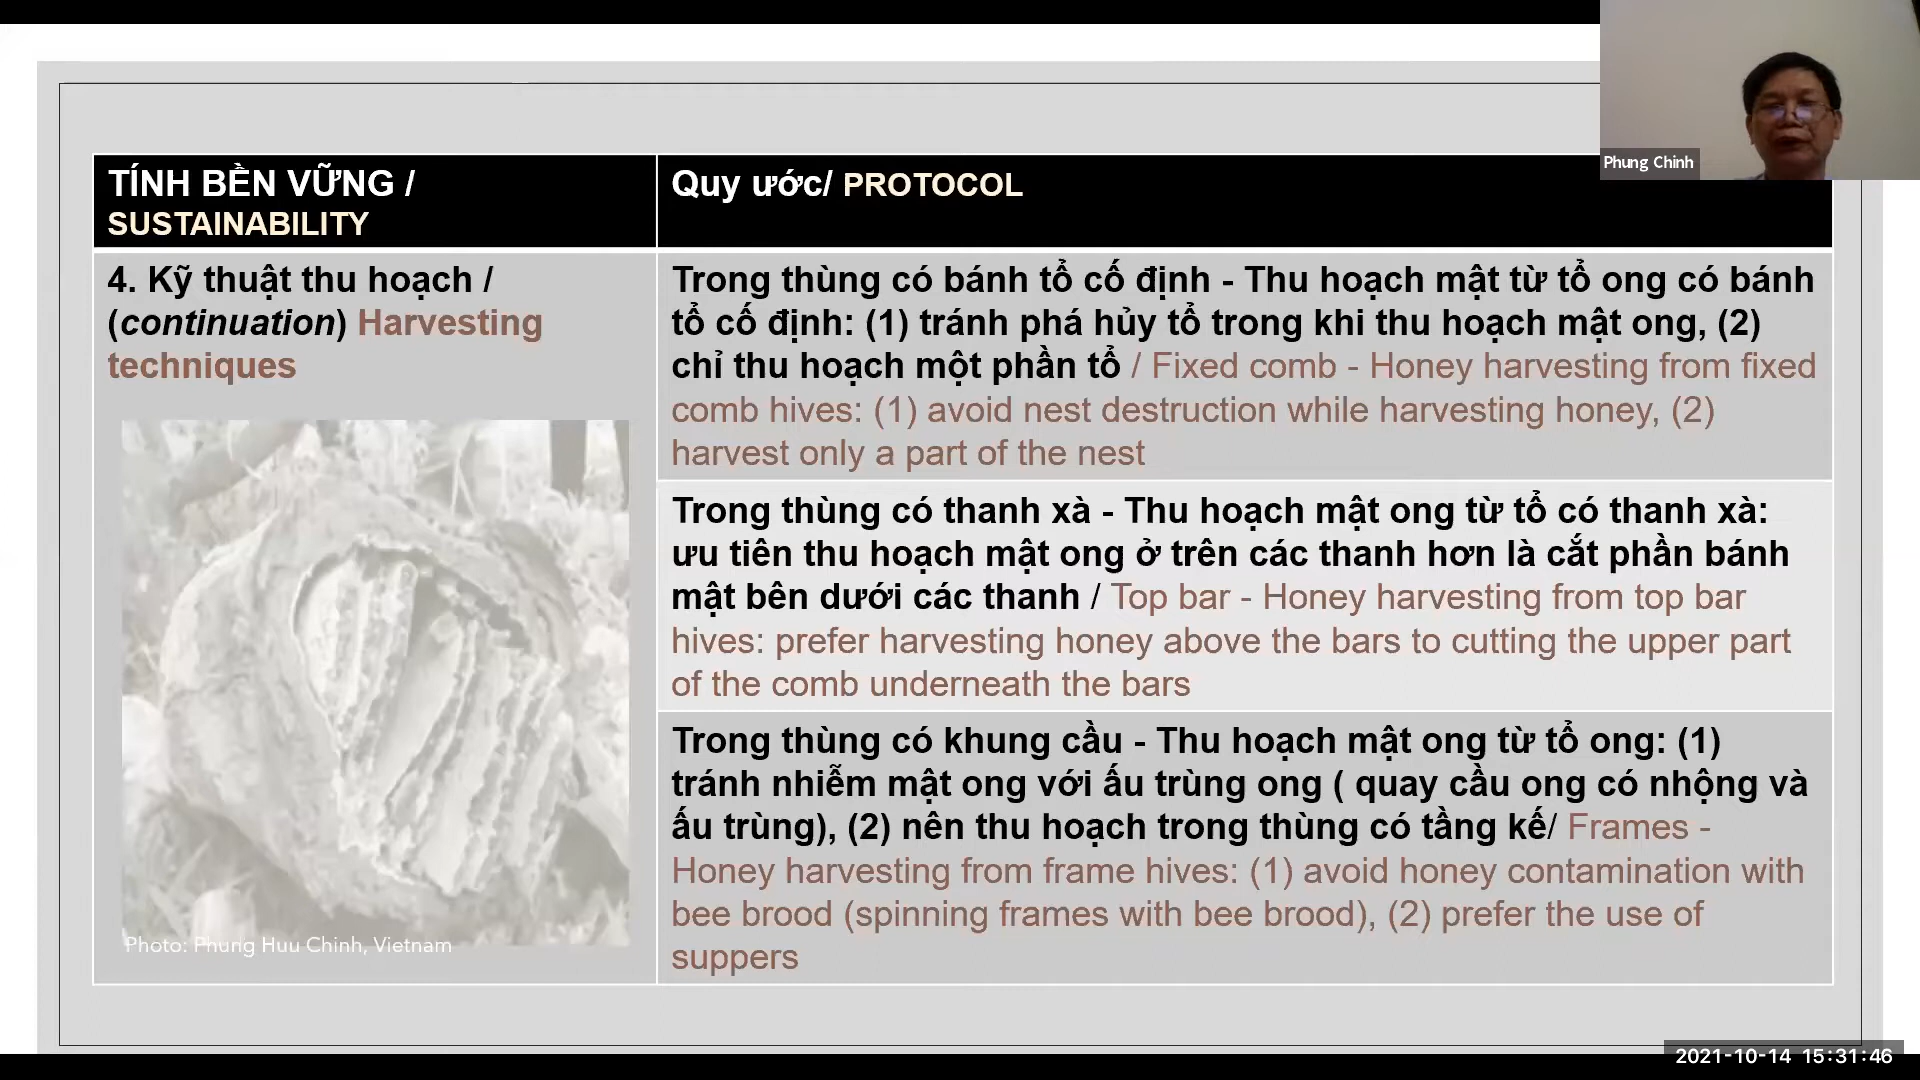 Phung Chinh
TÍNH BỀN VỮNG /
SUSTAINABILITY
Quy ước/ PROTOCOL
4. Kỹ thuật thu hoạch /
(continuation) Harvesting
techniques
Photo: Phung Huu Chinh, Vietnam
Trong thùng có bánh tổ cố định - Thu hoạch mật từ tổ ong có bánh
tổ cố định: (1) tránh phá hủy tổ trong khi thu hoạch mật ong, (2)
chỉ thu hoạch một phần tổ / Fixed comb - Honey harvesting from fixed
comb hives: (1) avoid nest destruction while harvesting honey, (2)
harvest only a part of the nest
Trong thùng có thanh xà - Thu hoạch mật ong từ tổ có thanh xà:
ưu tiên thu hoạch mật ong ở trên các thanh hơn là cắt phần bánh
mật bên dưới các thanh / Top bar - Honey harvesting from top bar
hives: prefer harvesting honey above the bars to cutting the upper part
of the comb underneath the bars
Trong thùng có khung cầu - Thu hoạch mật ong từ tổ ong: (1)
tránh nhiễm mật ong với ấu trùng ong ( quay cầu ong có nhộng và
ấu trùng), (2) nên thu hoạch trong thùng có tầng kế/ Frames -
Honey harvesting from frame hives: (1) avoid honey contamination with
bee brood (spinning frames with bee brood), (2) prefer the use of
suppers
2021-10-14 15:31:46